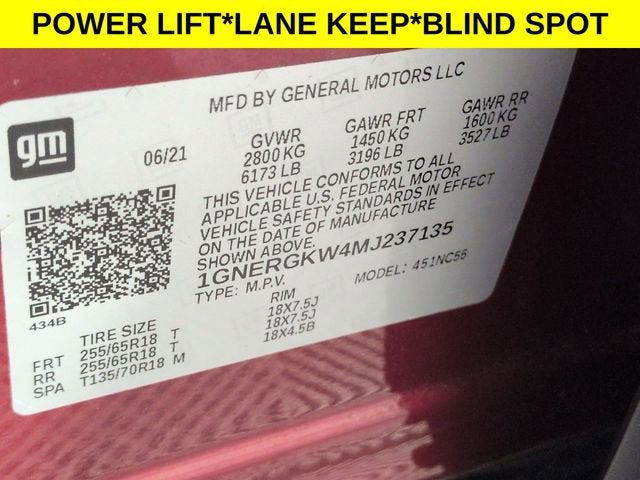 POWER LIFT*LANE KEEP*BLIND SPOT
MFD BY GENERAL MOTORS LLC
gm
06/21
GVWR GAWR FRT GAWR RR
2800 KG 1450 KG 1600 KG
6173 LB 3196 LB 3527 LB
THIS VEHICLE CONFORMS TO ALL
APPLICABLE U.S. FEDERAL MOTOR
VEHICLE SAFETY STANDARDS IN EFFECT
ON THE DATE OF MANUFACTURE
SHOWN ABOVE.
1GNERGKW4MJ237135
TYPE: M.P.V. MODEL: 451NC56
434B
TIRE SIZE RIM
FRT 255/65R18 T 18X7.5J
RR 255/65R18 T 18X7.5J
SPA T135/70R18 M 18X4.5B